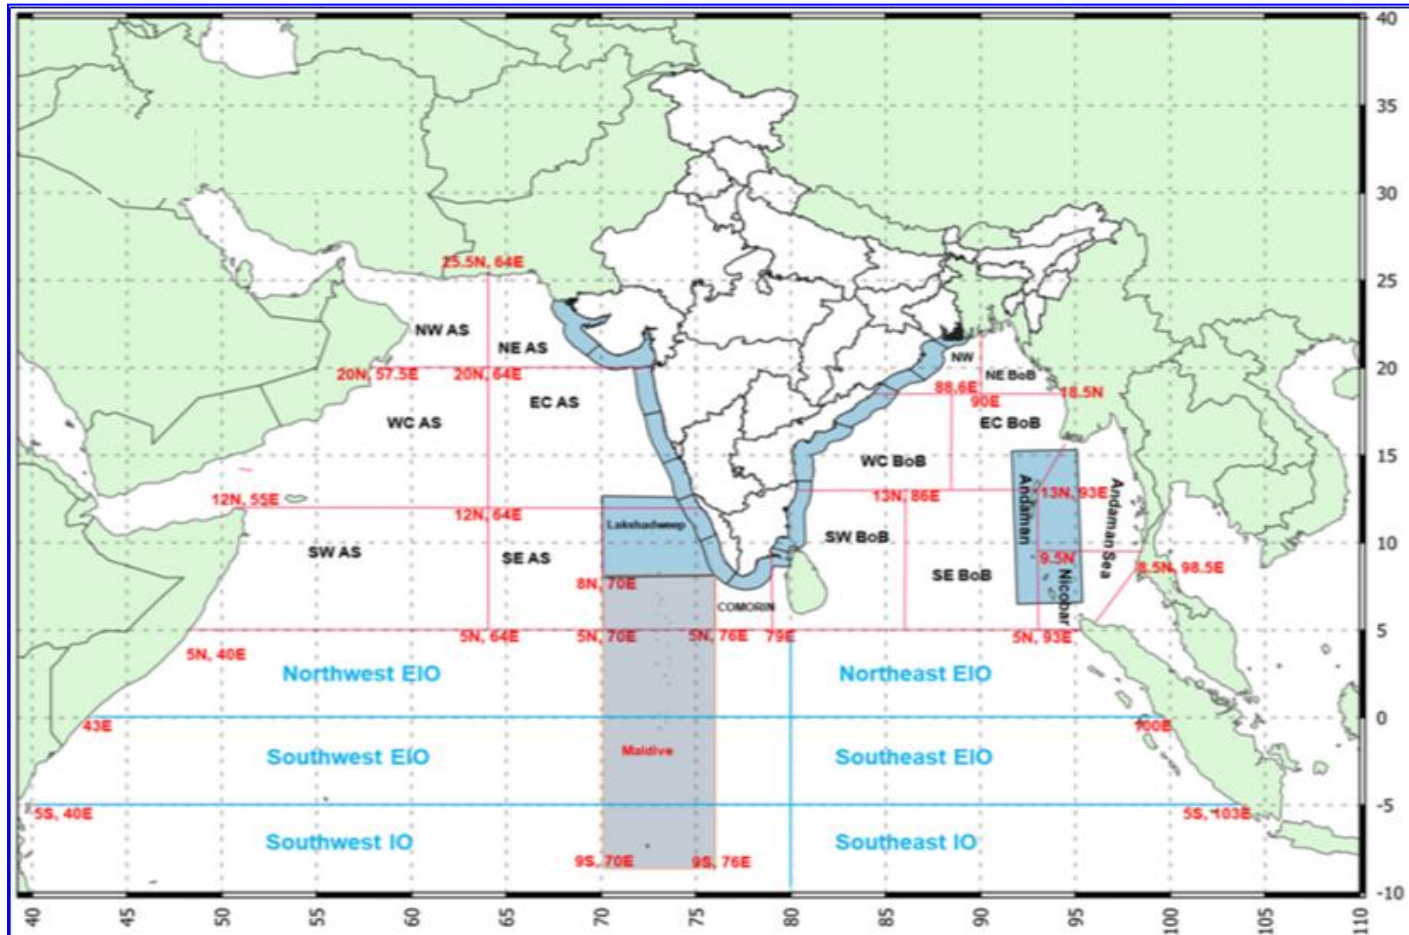 40
35
30
25.5N, 64E
25
NW AS
NE AS
NW
20N, 57.5E
20N, 64E
NE BoB
20
88.6E
90E
18.5N
EC AS
WC AS
EC BoB
WC BoB
15
12N, 55E
12N, 64E
13N, 86E
13N, 93E
Andaman
Andaman Sea
Lakshadweep
SW AS
SE AS
SW BoB
SE BoB
9.5N
10
8.5N, 98.5E
Nicobar
8N, 70E
COMORIN
5N, 40E
5N, 64E
5N, 70E
5N, 76E
79E
5N, 93E
5
Northwest EIO
Northeast EIO
43E
100E
0
Maldive
Southwest EIO
Southeast EIO
5S, 40E
5S, 103E
-5
Southwest IO
Southeast IO
9S, 70E
9S, 76E
-10
40
45
50
55
60
65
70
75
80
85
90
95
100
105
110